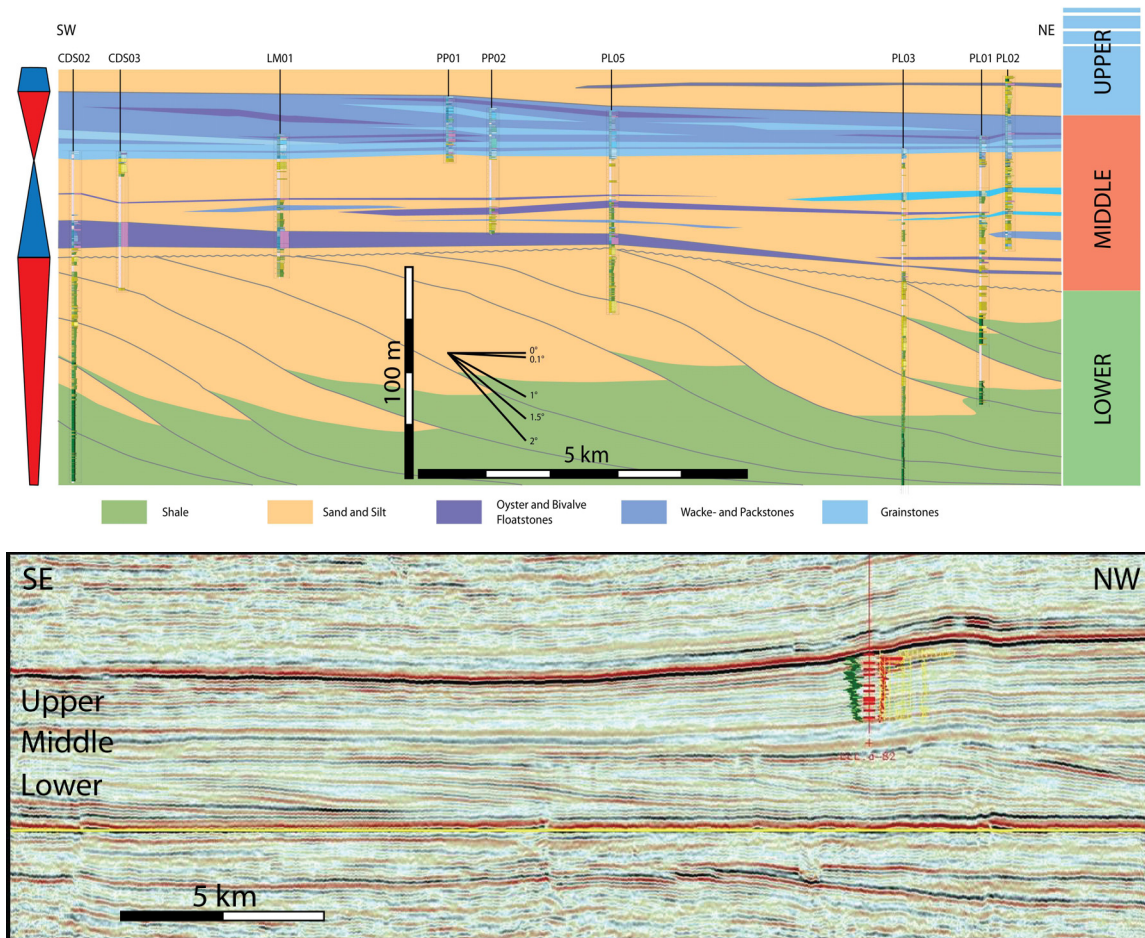 SW
NE
CDS02
CDS03
LM01
PP01
PP02
PL05
PL03
PL01
PL02
UPPER
MIDDLE
LOWER
100 m
0°
0.1°
1°
1.5°
2°
5 km
Shale
Sand and Silt
Oyster and Bivalve
Floatstones
Wacke- and Packstones
Grainstones
SE
NW
Upper
Middle
Lower
5 km